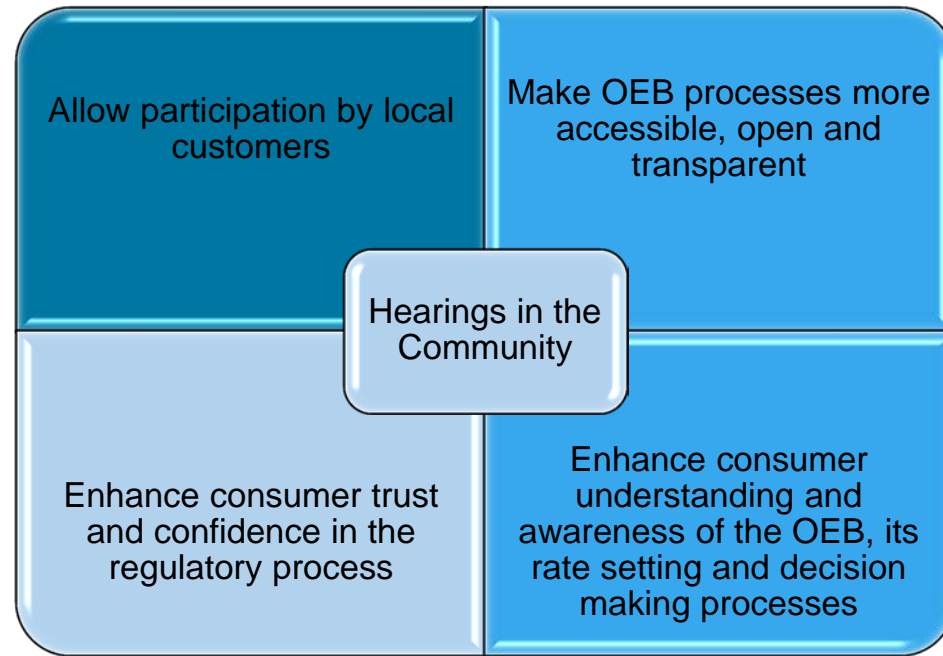 Allow participation by local
customers
Make OEB processes more
accessible, open and
transparent
Hearings in the
Community
Enhance consumer trust
and confidence in the
regulatory process
Enhance consumer
understanding and
awareness of the OEB, its
rate setting and decision
making processes